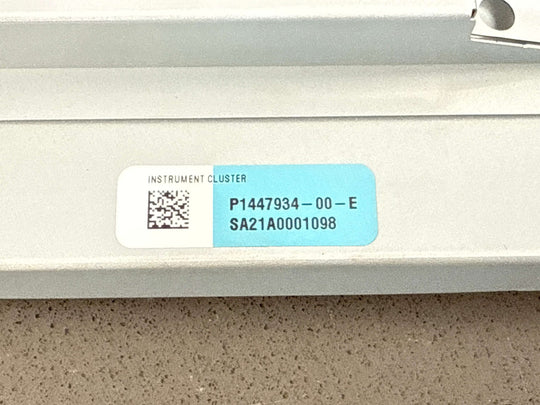 INSTRUMENT CLUSTER
P1447934-00-E
SA21A0001098